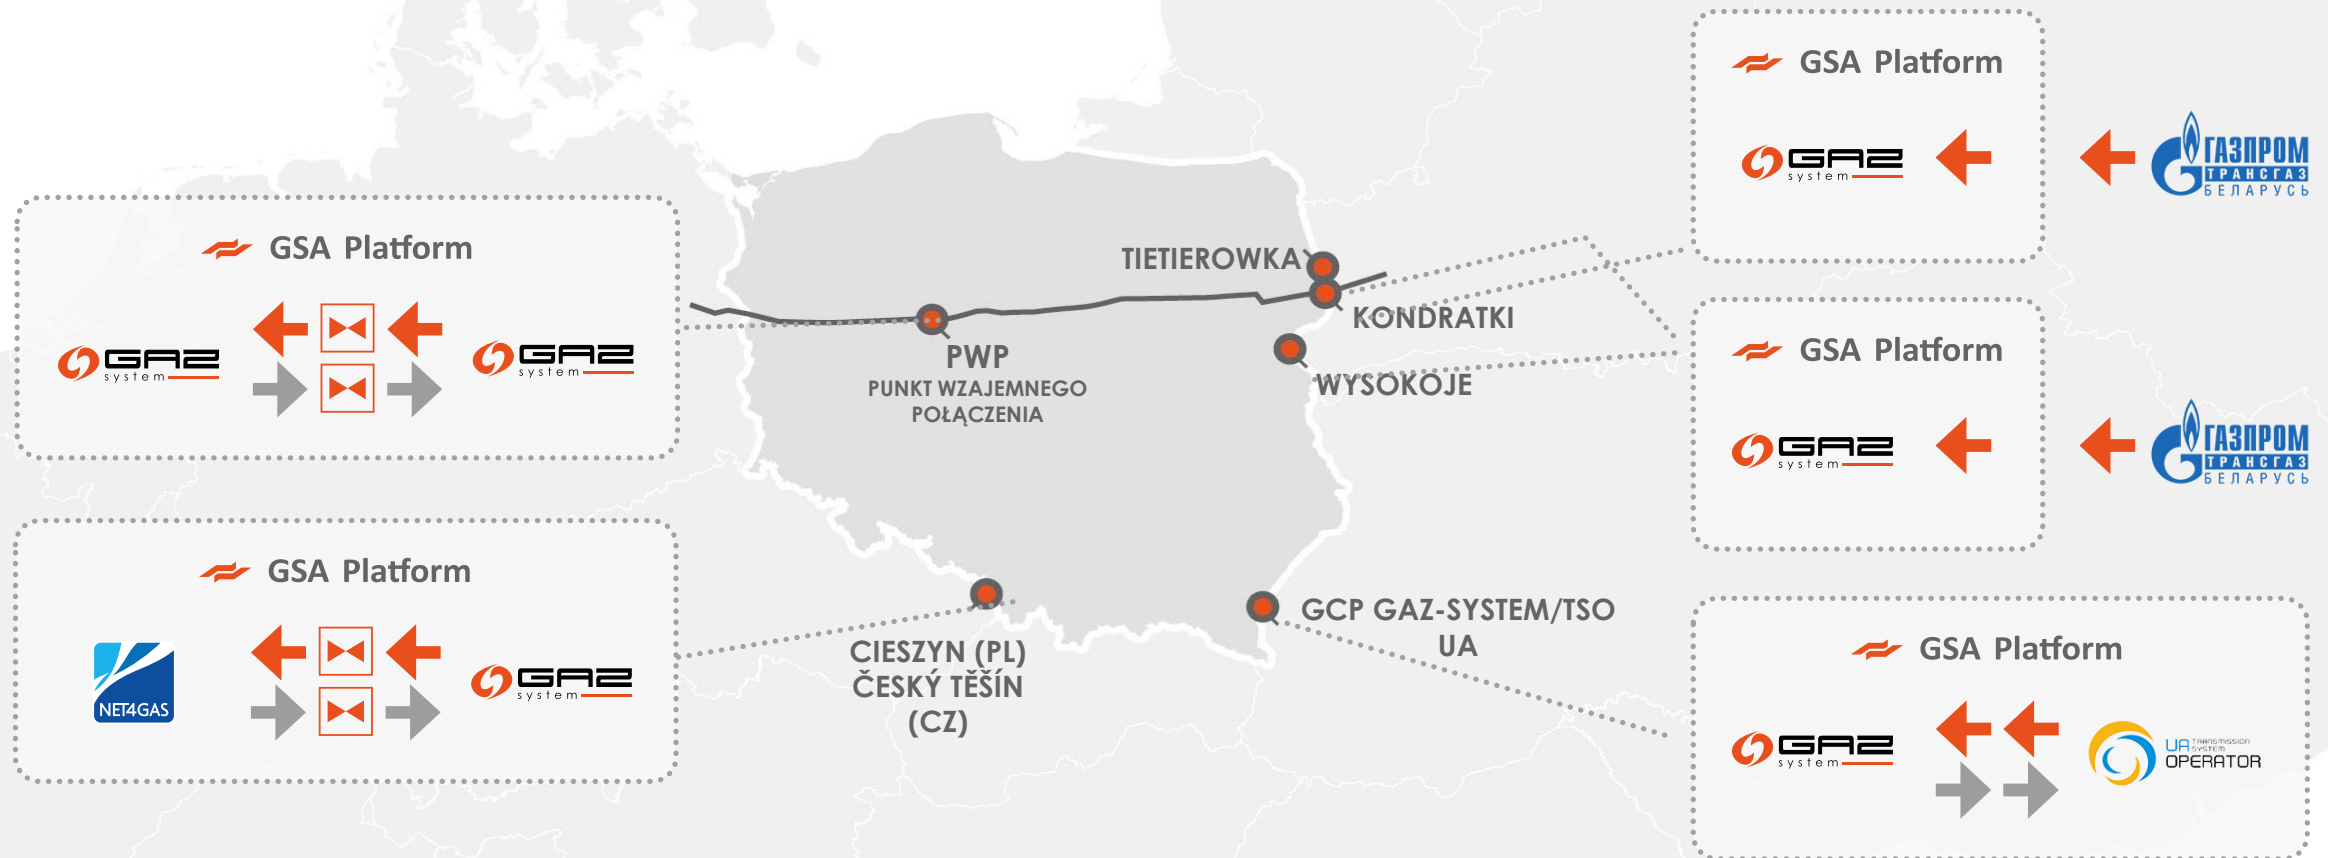 GSA Platform
GAZ
system
GAZ
system
GSA Platform
NET4GAS
GAZ
system
TIETIEROWKA
KONDRATKI
PWP
PUNKT WZAJEMNEGO
POŁĄCZENIA
WYSOKOJE
CIESZYN (PL)
ČESKÝ TĚŠÍN
(CZ)
GCP GAZ-SYSTEM/TSO
UA
GSA Platform
GAZ
system
ГАЗПРОМ
ТРАНСГАЗ
БЕЛАРУСЬ
GSA Platform
GAZ
system
ГАЗПРОМ
ТРАНСГАЗ
БЕЛАРУСЬ
GSA Platform
GAZ
system
UA TRANSMISSION
SYSTEM
OPERATOR